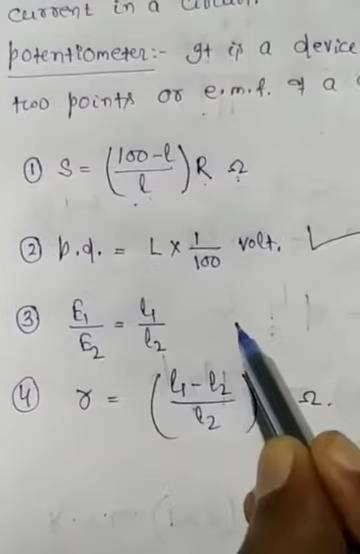 current in a
potentiometer:- It is a device
two points or e.m.f. of a
① S = (100-l / l) R Ω
② p.d. = L × 1/100 volt.
③ E₁/E₂ = l₁/l₂
④ r = (l₁ - l₂ / l₂) Ω.